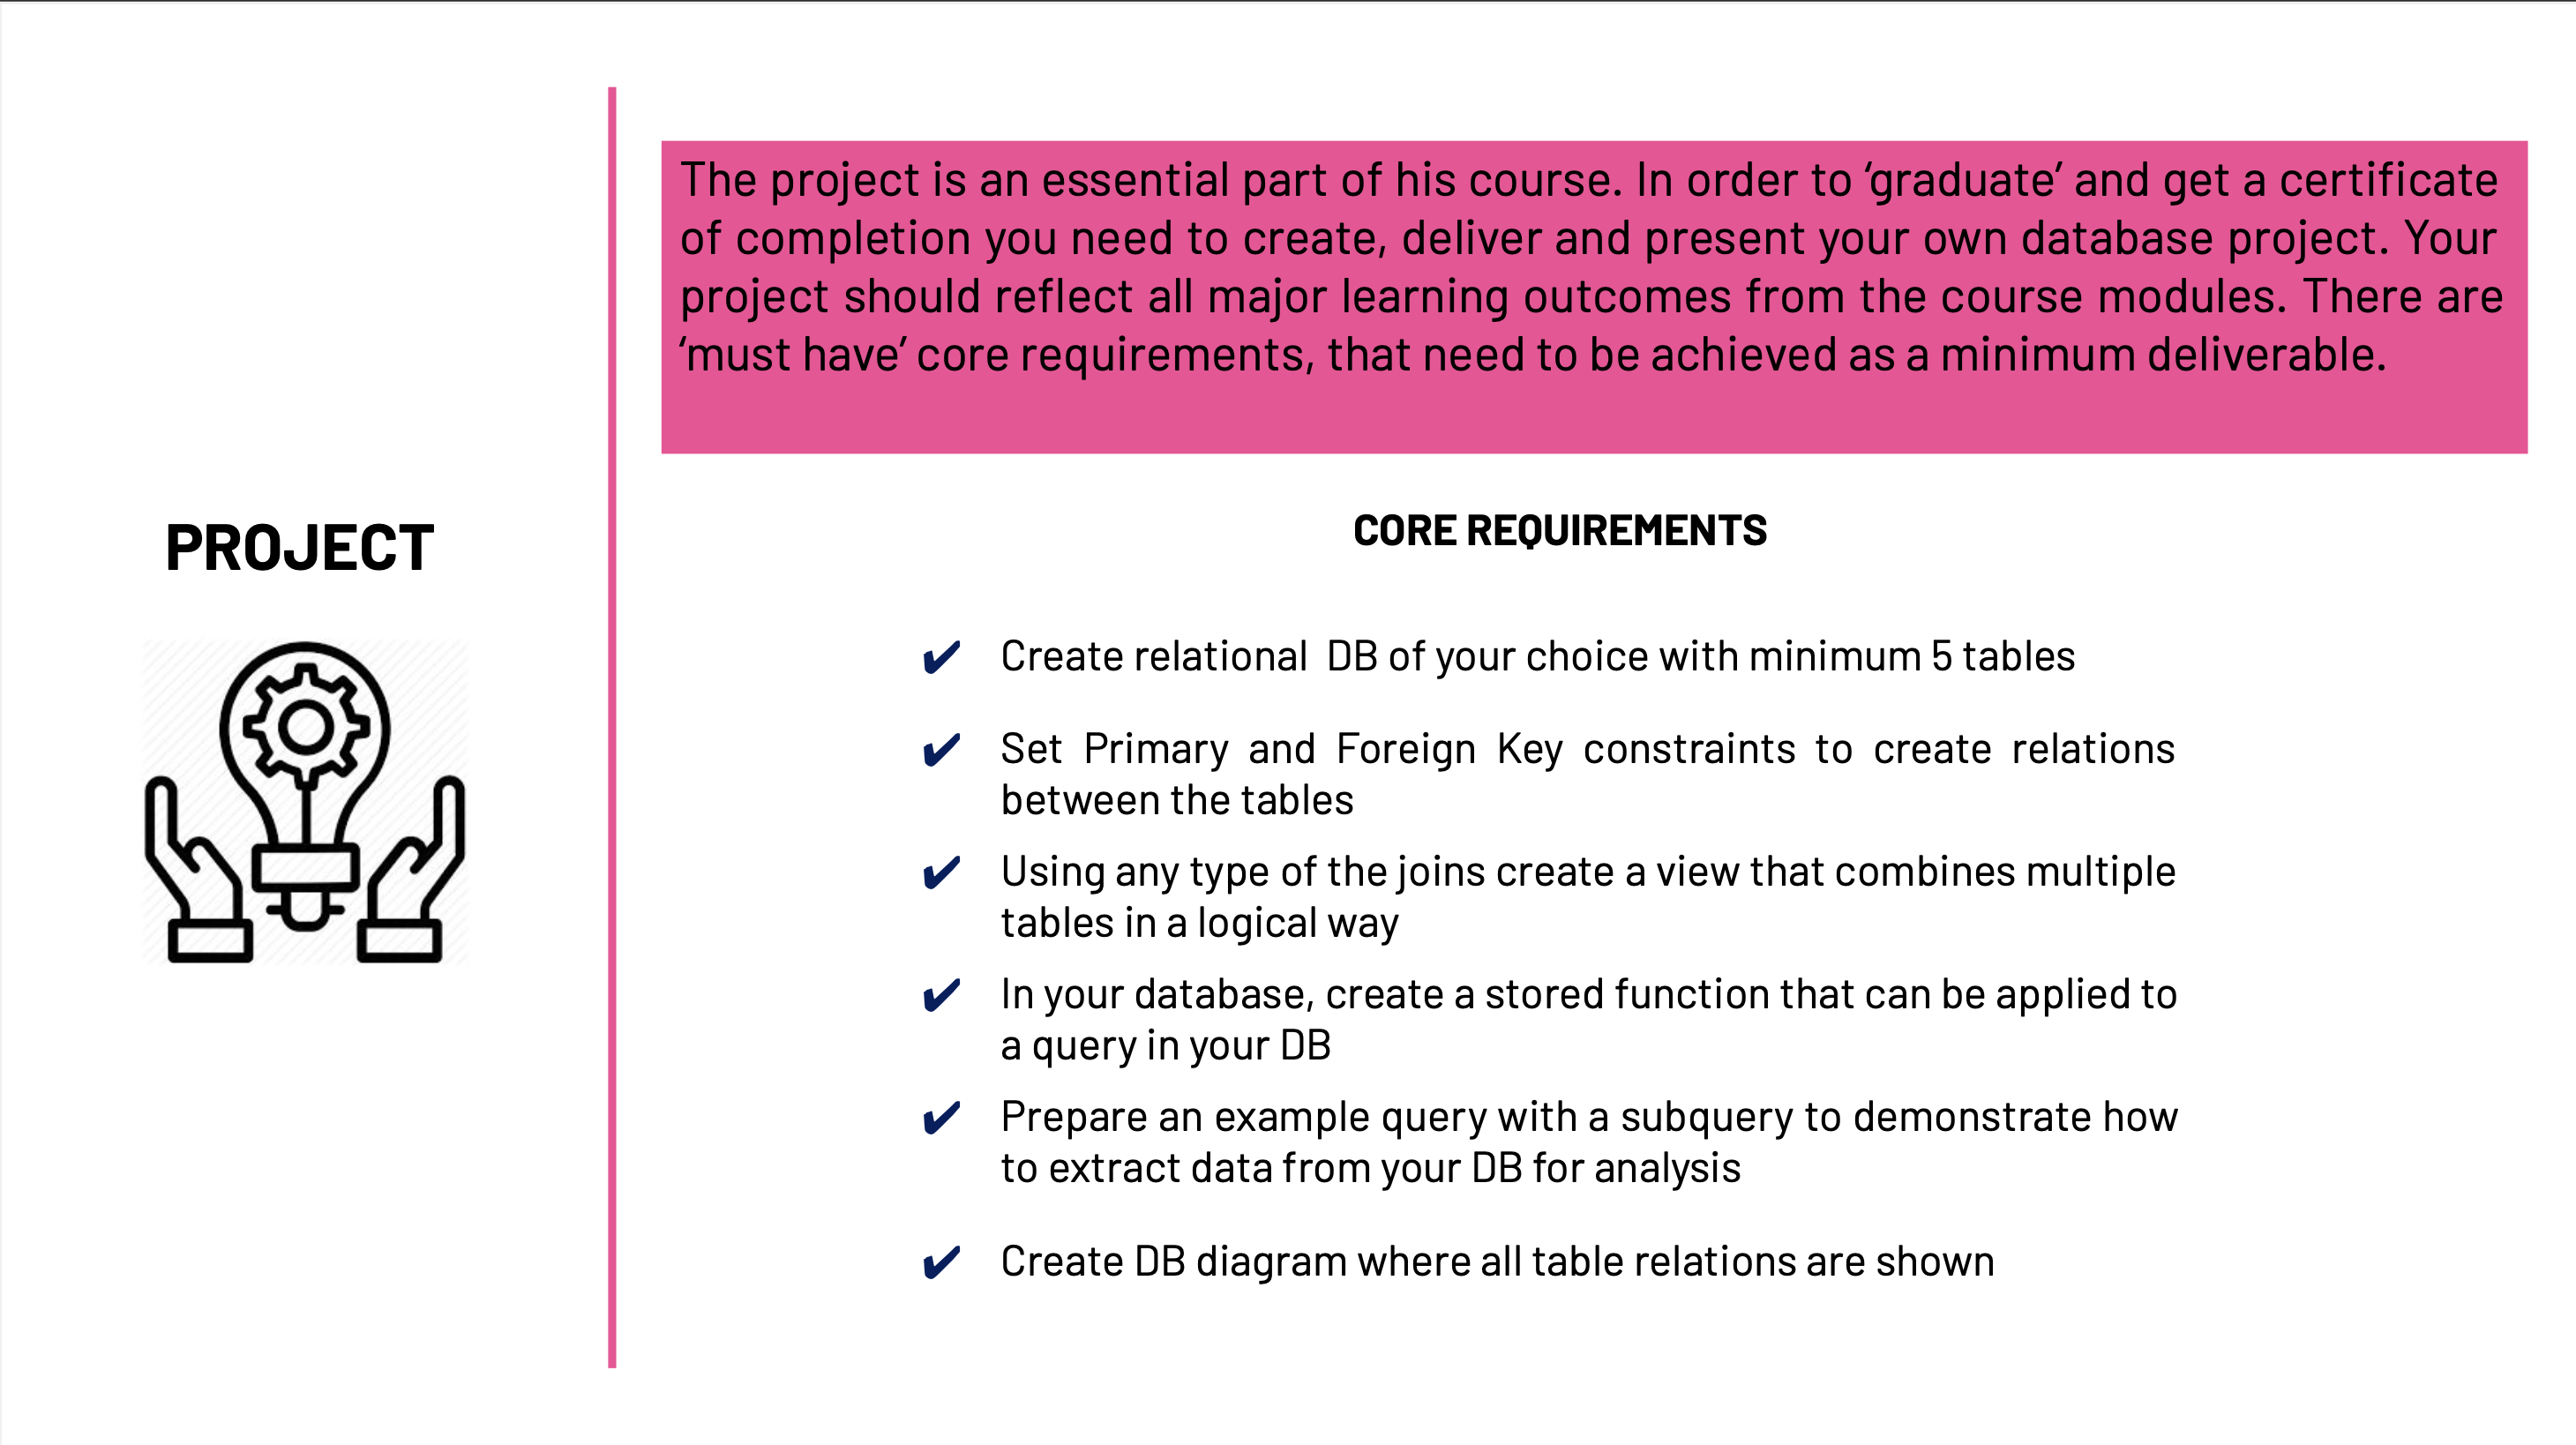 PROJECT
The project is an essential part of his course. In order to ‘graduate’ and get a certificate
of completion you need to create, deliver and present your own database project. Your
project should reflect all major learning outcomes from the course modules. There are
‘must have’ core requirements, that need to be achieved as a minimum deliverable.
CORE REQUIREMENTS
✔ Create relational  DB of your choice with minimum 5 tables
✔ Set Primary and Foreign Key constraints to create relations
between the tables
✔ Using any type of the joins create a view that combines multiple
tables in a logical way
✔ In your database, create a stored function that can be applied to
a query in your DB
✔ Prepare an example query with a subquery to demonstrate how
to extract data from your DB for analysis
✔ Create DB diagram where all table relations are shown